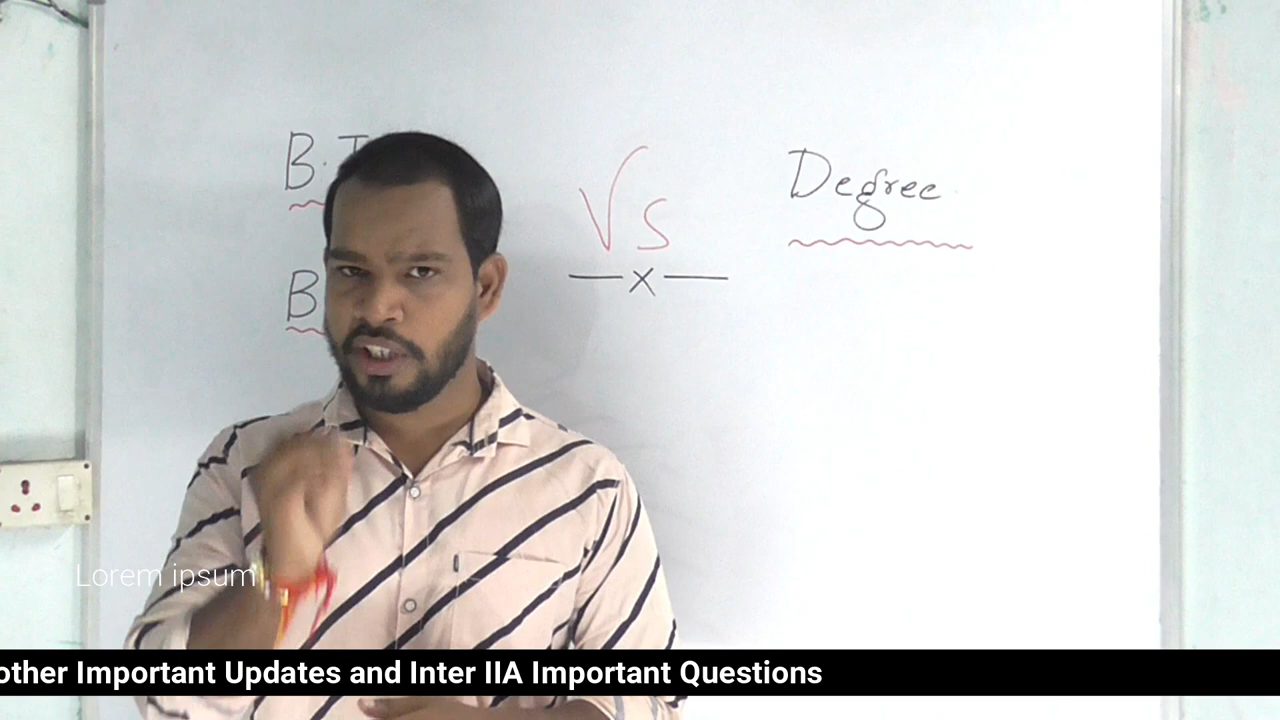 B.T
Vs
Degree
x
B
Lorem ipsum
other Important Updates and Inter IIA Important Questions